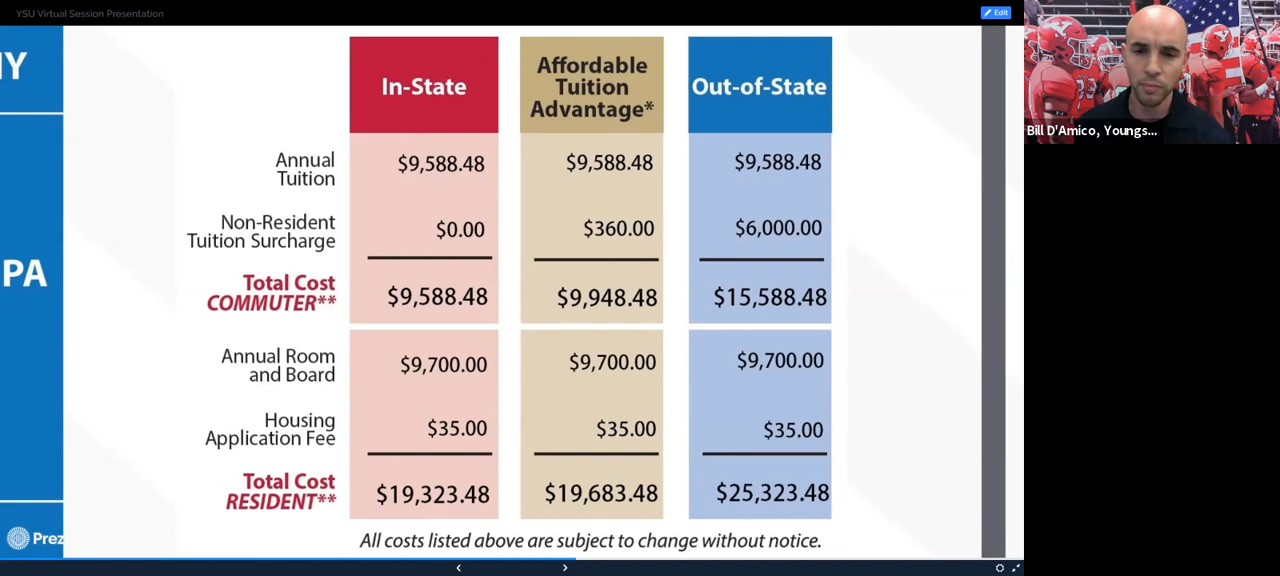 YSU Virtual Session Presentation
Edit
In-State
Affordable
Tuition
Advantage*
Out-of-State
Annual
Tuition
$9,588.48
$9,588.48
$9,588.48
Non-Resident
Tuition Surcharge
$0.00
$360.00
$6,000.00
Total Cost
COMMUTER**
$9,588.48
$9,948.48
$15,588.48
Annual Room
and Board
$9,700.00
$9,700.00
$9,700.00
Housing
Application Fee
$35.00
$35.00
$35.00
Total Cost
RESIDENT**
$19,323.48
$19,683.48
$25,323.48
All costs listed above are subject to change without notice.
PA
Prez
Bill D'Amico, Youngs...
Y